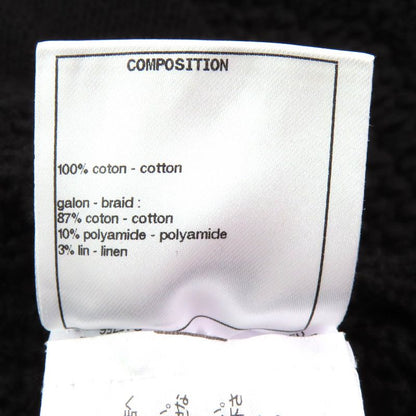 COMPOSITION
100% coton - cotton
galon - braid :
87% coton - cotton
10% polyamide - polyamide
3% lin - linen